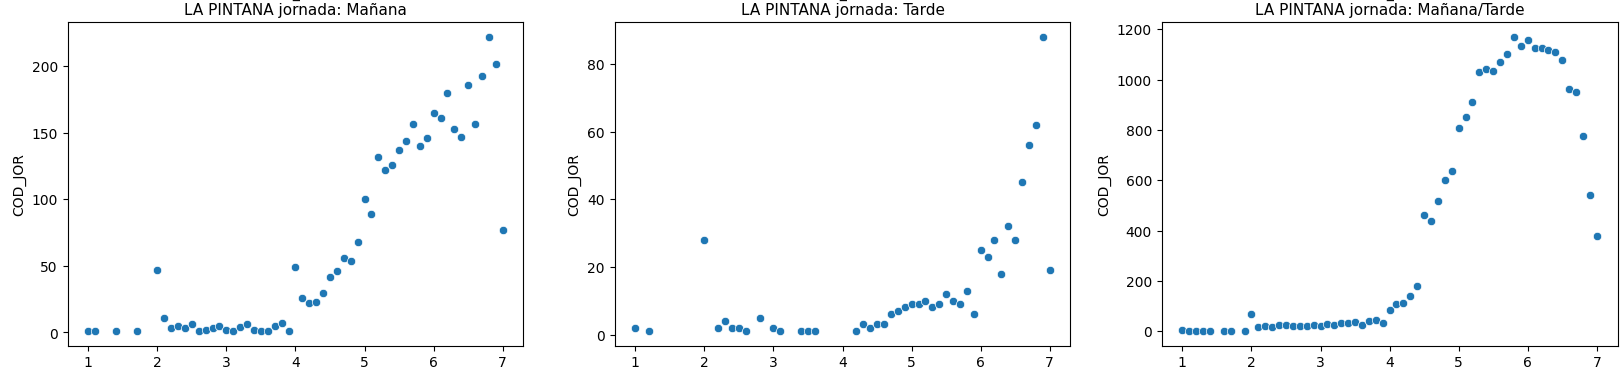 LA PINTANA jornada: Mañana
COD_JOR
200
150
100
50
0
1 2 3 4 5 6 7
LA PINTANA jornada: Tarde
COD_JOR
80
60
40
20
0
1 2 3 4 5 6 7
LA PINTANA jornada: Mañana/Tarde
COD_JOR
1200
1000
800
600
400
200
0
1 2 3 4 5 6 7